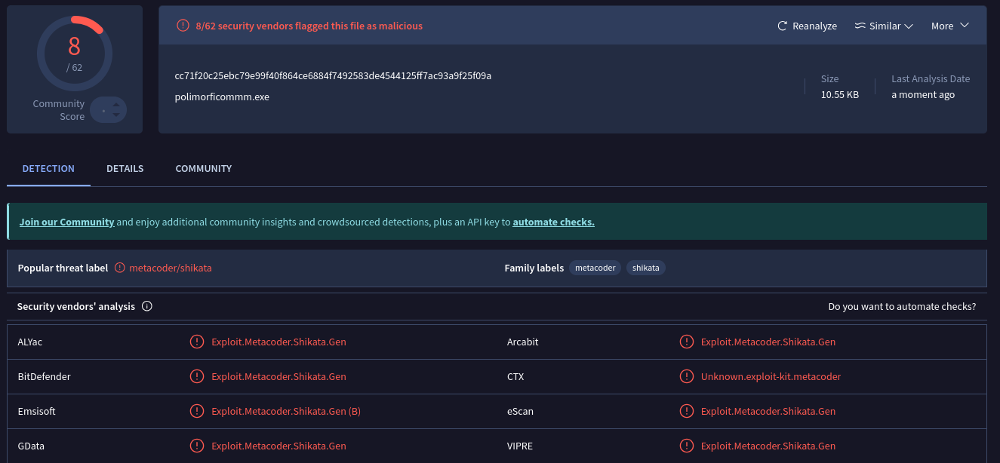 8
/ 62
Community
Score
8/62 security vendors flagged this file as malicious
Reanalyze
Similar
More
cc71f20c25ebc79e99f40f864ce6884f7492583de4544125ff7ac93a9f25f09a
polimorficommm.exe
Size
10.55 KB
Last Analysis Date
a moment ago
DETECTION
DETAILS
COMMUNITY
Join our Community and enjoy additional community insights and crowdsourced detections, plus an API key to automate checks.
Popular threat label metacoder/shikata
Family labels metacoder shikata
Security vendors' analysis
Do you want to automate checks?
ALYac Exploit.Metacoder.Shikata.Gen
Arcabit Exploit.Metacoder.Shikata.Gen
BitDefender Exploit.Metacoder.Shikata.Gen
CTX Unknown.exploit-kit.metacoder
Emsisoft Exploit.Metacoder.Shikata.Gen (B)
eScan Exploit.Metacoder.Shikata.Gen
GData Exploit.Metacoder.Shikata.Gen
VIPRE Exploit.Metacoder.Shikata.Gen